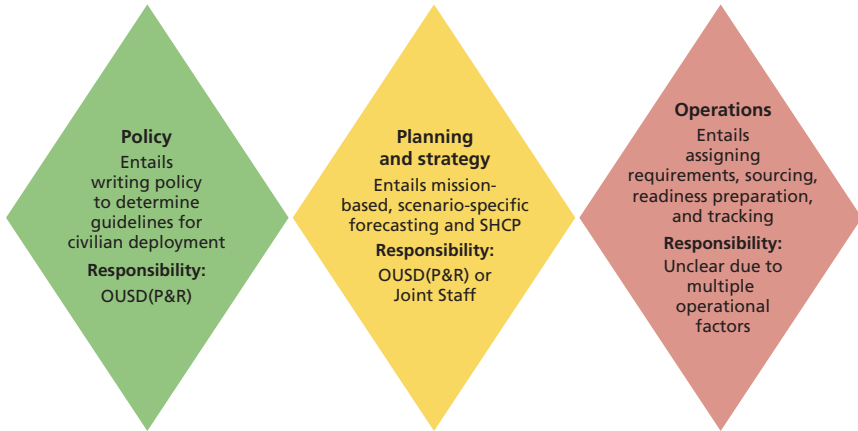 Policy
Entails
writing policy
to determine
guidelines for
civilian deployment
Responsibility:
OUSD(P&R)
Planning
and strategy
Entails mission-
based, scenario-specific
forecasting and SHCP
Responsibility:
OUSD(P&R) or
Joint Staff
Operations
Entails
assigning
requirements, sourcing,
readiness preparation,
and tracking
Responsibility:
Unclear due to
multiple
operational
factors